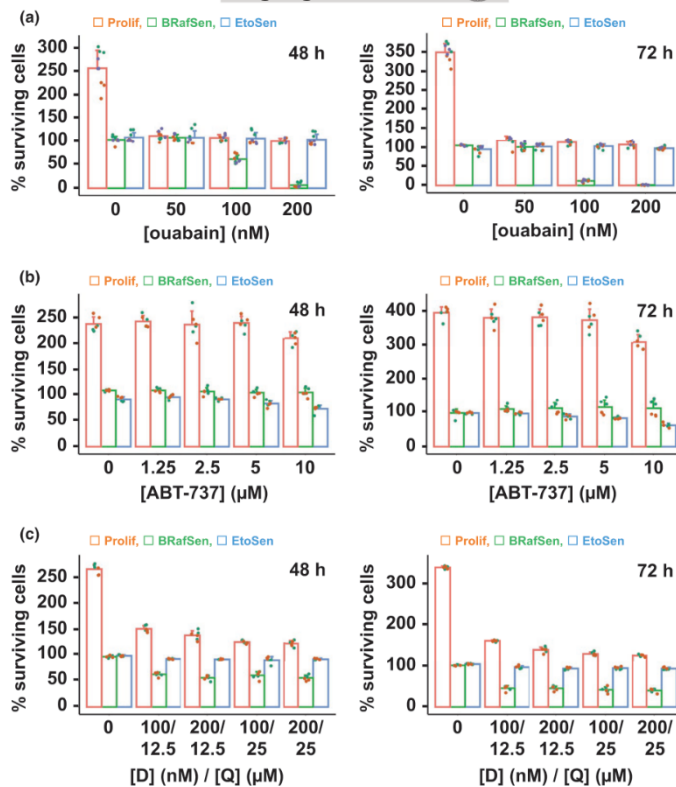 (a)
Prolif, BRafSen, EtoSen
48 h
% surviving cells
300
250
200
150
100
50
0
0 50 100 200
[ouabain] (nM)
Prolif, BRafSen, EtoSen
72 h
% surviving cells
350
300
250
200
150
100
50
0
0 50 100 200
[ouabain] (nM)
(b)
Prolif, BRafSen, EtoSen
48 h
% surviving cells
250
200
150
100
50
0
0 1.25 2.5 5 10
[ABT-737] (µM)
Prolif, BRafSen, EtoSen
72 h
% surviving cells
400
300
200
100
0
0 1.25 2.5 5 10
[ABT-737] (µM)
(c)
Prolif, BRafSen, EtoSen
48 h
% surviving cells
250
200
150
100
50
0
0 100/ 200/ 100/ 200/
12.5 12.5 25 25
[D] (nM) / [Q] (µM)
Prolif, BRafSen, EtoSen
72 h
% surviving cells
300
200
100
0
0 100/ 200/ 100/ 200/
12.5 12.5 25 25
[D] (nM) / [Q] (µM)